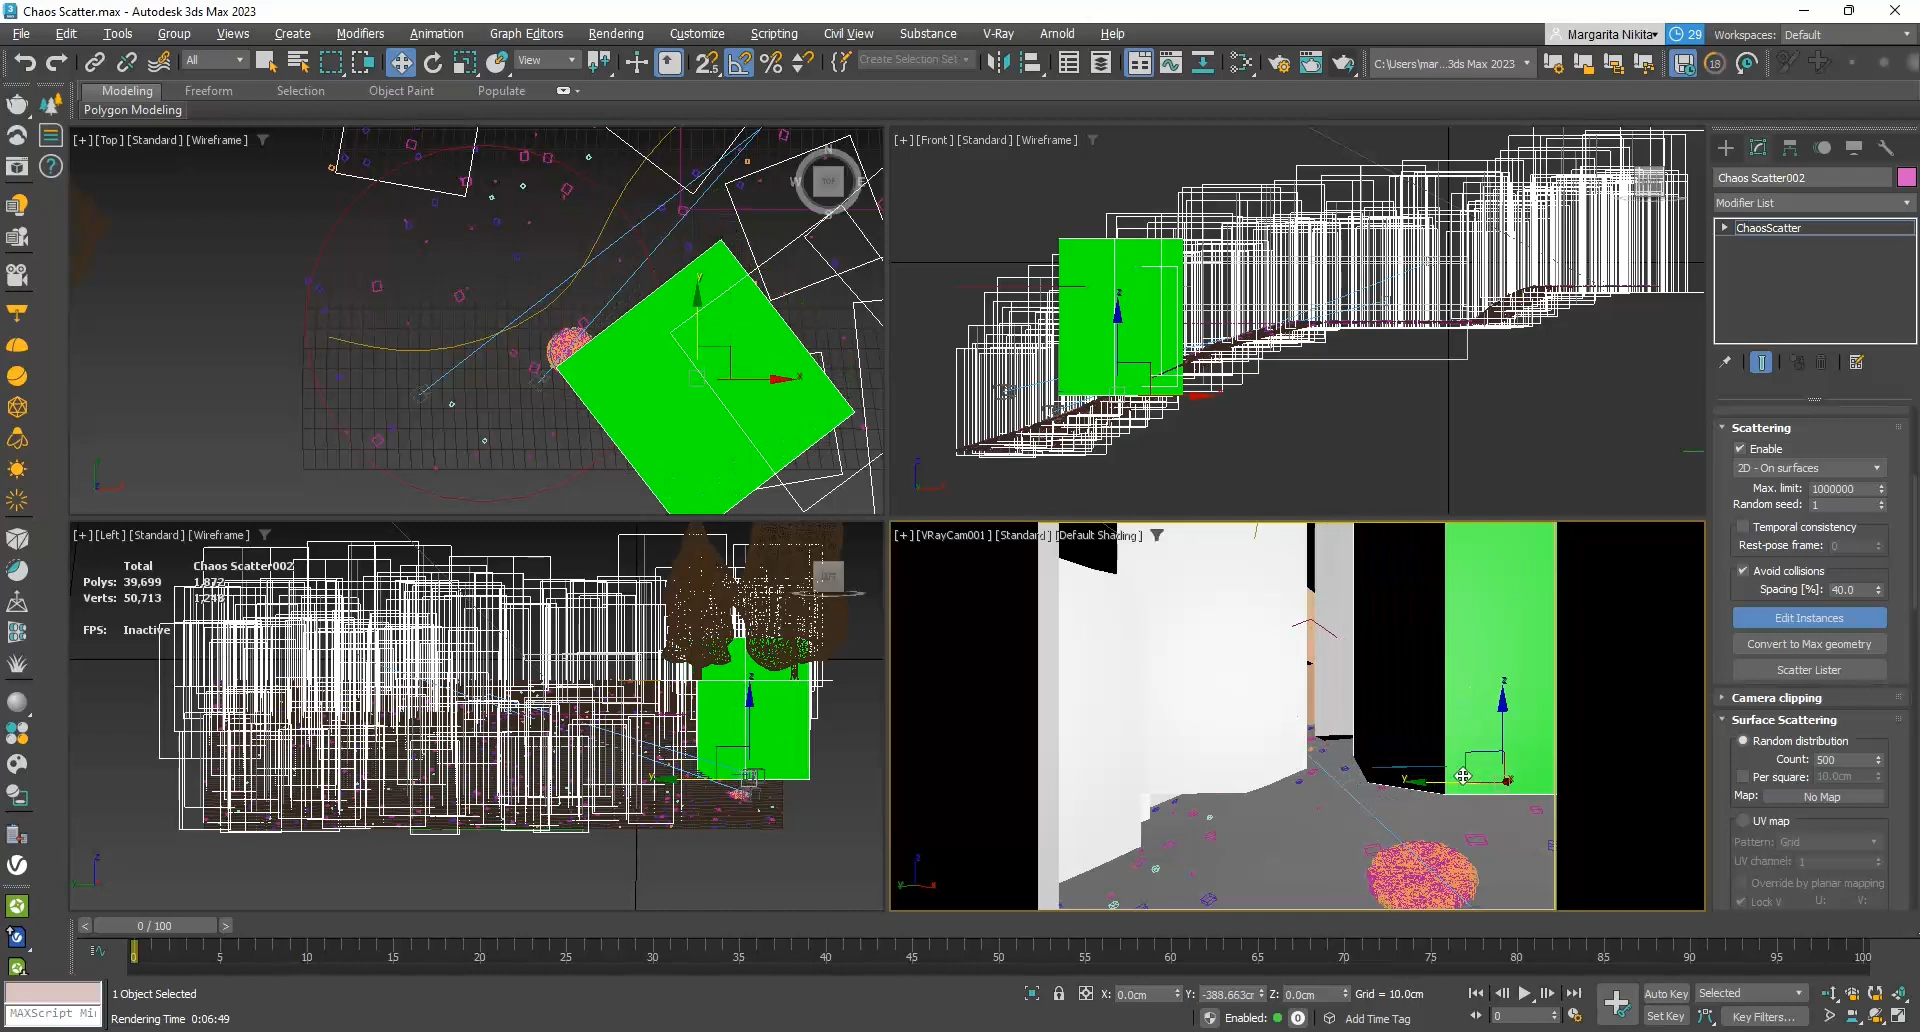 Chaos Scatter.max - Autodesk 3ds Max 2023
File Edit Tools Group Views Create Modifiers Animation Graph Editors Rendering Customize Scripting Civil View Substance V-Ray Arnold Help
Margarita Nikita 29 Workspaces: Default
All View Create Selection Set C:\Users\mar...3ds Max 2023 18
Modeling Freeform Selection Object Paint Populate
Polygon Modeling
[+] [Top] [Standard] [Wireframe]
[+] [Front] [Standard] [Wireframe]
N
W TOP E
S
y
x
z
Chaos Scatter002
Modifier List
ChaosScatter
Scattering
Enable
2D - On surfaces
Max. limit: 1000000
Random seed: 1
Temporal consistency
Rest-pose frame: 0
Avoid collisions
Spacing [%]: 40.0
Edit Instances
Convert to Max geometry
Scatter Lister
Camera clipping
Surface Scattering
Random distribution
Count: 500
Per square: 10.0cm
Map: No Map
UV map
Pattern: Grid
UV channel: 1
Override by planar mapping
Lock V U: V:
[+] [Left] [Standard] [Wireframe]
Total Chaos Scatter002
Polys: 39,699 1,872
Verts: 50,713 1,248
FPS: Inactive
z
y
[+] [VRayCam001] [Standard] [Default Shading]
z
y x
0 / 100
0 5 10 15 20 25 30 35 40 45 50 55 60 65 70 75 80 85 90 95 100
1 Object Selected
X: 0.0cm Y: -388.663cr Z: 0.0cm Grid = 10.0cm
Auto Key Selected
MAXScript Mi
Rendering Time 0:06:49
Enabled: 0 Add Time Tag
0
Set Key Key Filters...